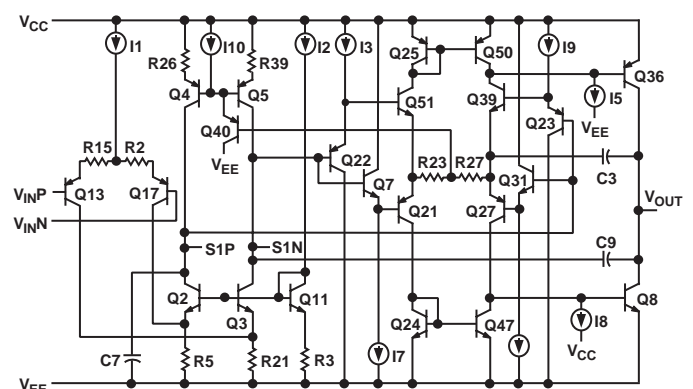 VCC
I1
I10
I2
I3
Q25
Q50
I9
R26
R39
Q36
Q4
Q5
Q51
Q39
I5
Q23
VEE
Q40
R15
R2
VEE
Q22
R23
R27
Q31
C3
VINP
Q13
Q17
Q7
Q21
Q27
VOUT
VINN
S1P
S1N
C9
Q2
Q3
Q11
Q24
Q47
I8
Q8
C7
R5
R21
R3
I7
VCC
VEE